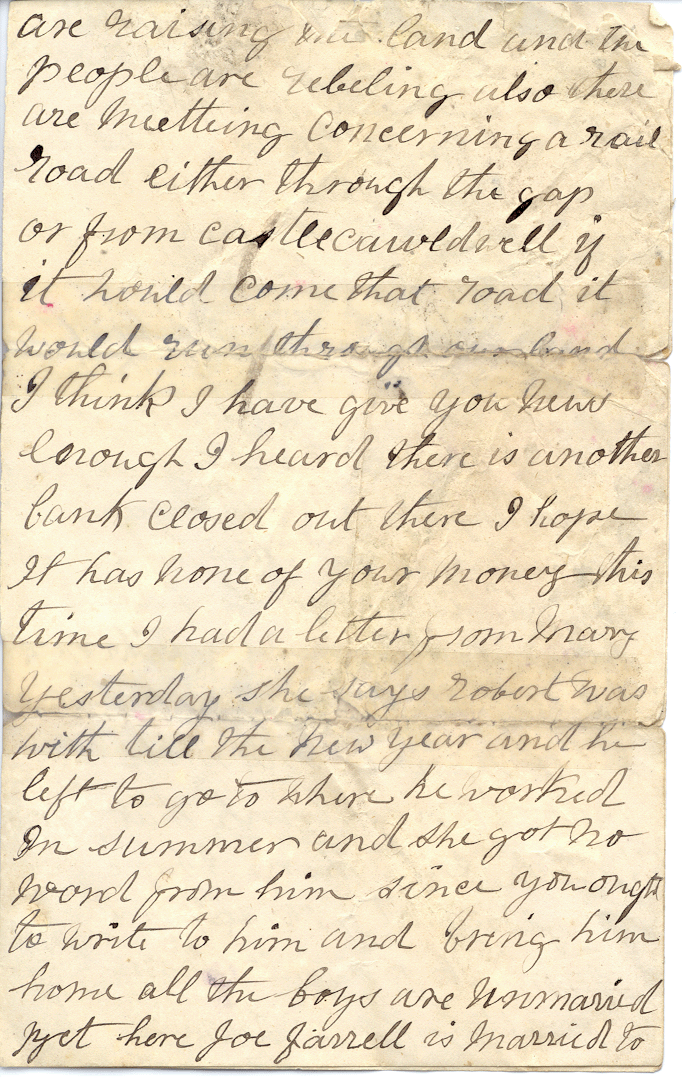 are raising the land and the
people are rebeling also there
are meetteing concerning a rail
road either through the gap
or from castlecauldwell if
it would come that road it
would run through our land
I think I have give you news
enough I heard there is another
bank closed out there I hope
It has none of your money this
time I had a letter from Mary
yesterday she says Robert was
with till the new year and he
left to go to where he worked
In summer and she got no
word from him since you ought
to write to him and bring him
home all the boys are unmaried
yet here Joe Farrell is married to